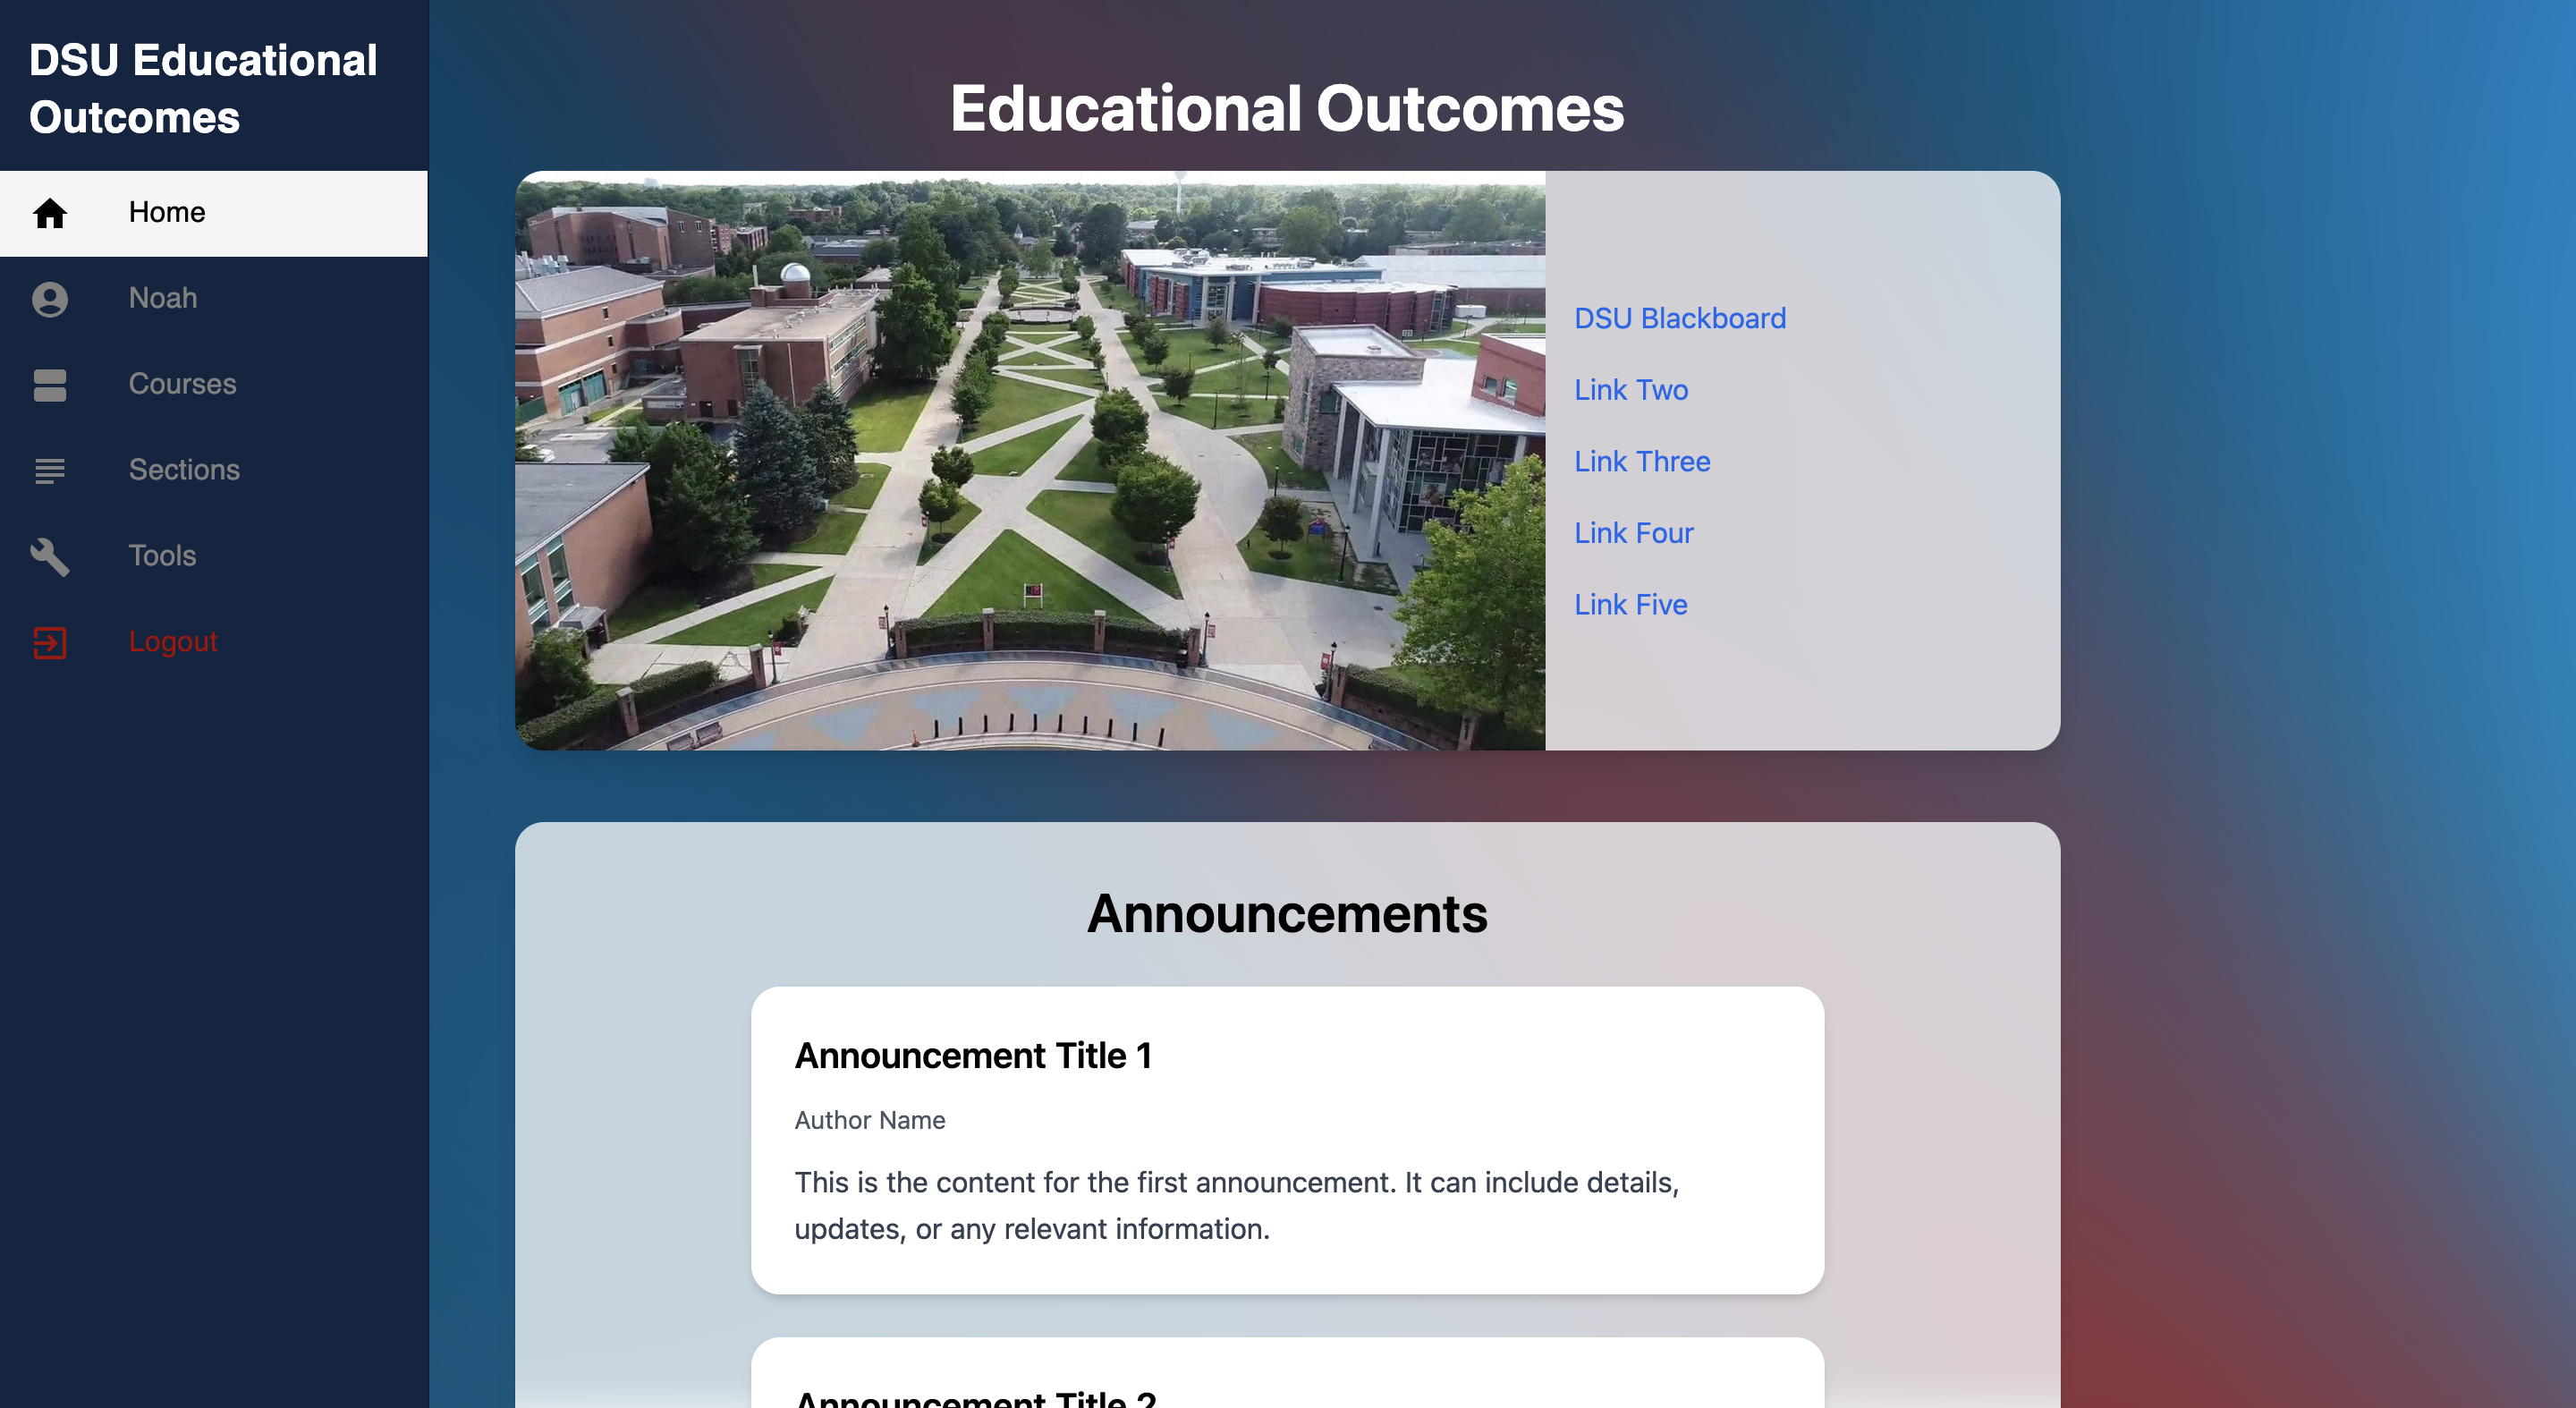 DSU Educational
Outcomes
Home
Noah
Courses
Sections
Tools
Logout
Educational Outcomes
DSU Blackboard
Link Two
Link Three
Link Four
Link Five
Announcements
Announcement Title 1
Author Name
This is the content for the first announcement. It can include details,
updates, or any relevant information.
Announcement Title 2